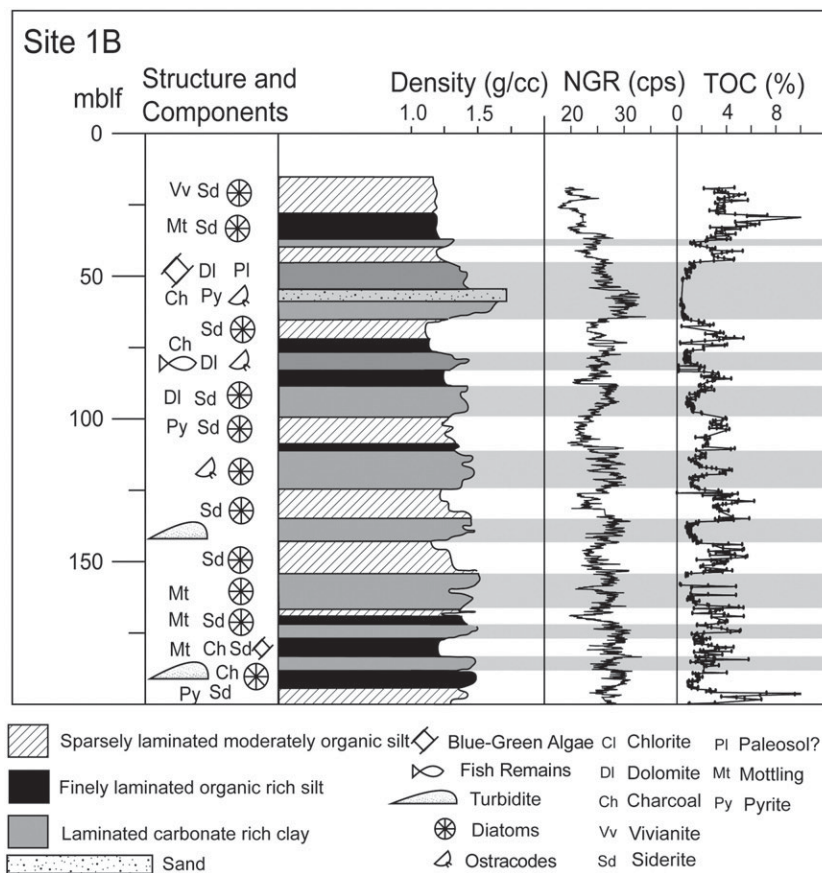 Site 1B
Structure and Components
Density (g/cc)
NGR (cps)
TOC (%)
mblf
1.0 1.5
20 30
0 4 8
0
Vv Sd
Mt Sd
50
Dl Pl
Ch Py
Sd
Ch
Dl
Dl Sd
100
Py Sd
Sd
150
Sd
Mt
Mt Sd
Mt Ch Sd
Ch
Py Sd
Sparsely laminated moderately organic silt
Finely laminated organic rich silt
Laminated carbonate rich clay
Sand
Blue-Green Algae
Fish Remains
Turbidite
Diatoms
Ostracodes
Cl Chlorite
Dl Dolomite
Ch Charcoal
Vv Vivianite
Sd Siderite
Pl Paleosol?
Mt Mottling
Py Pyrite